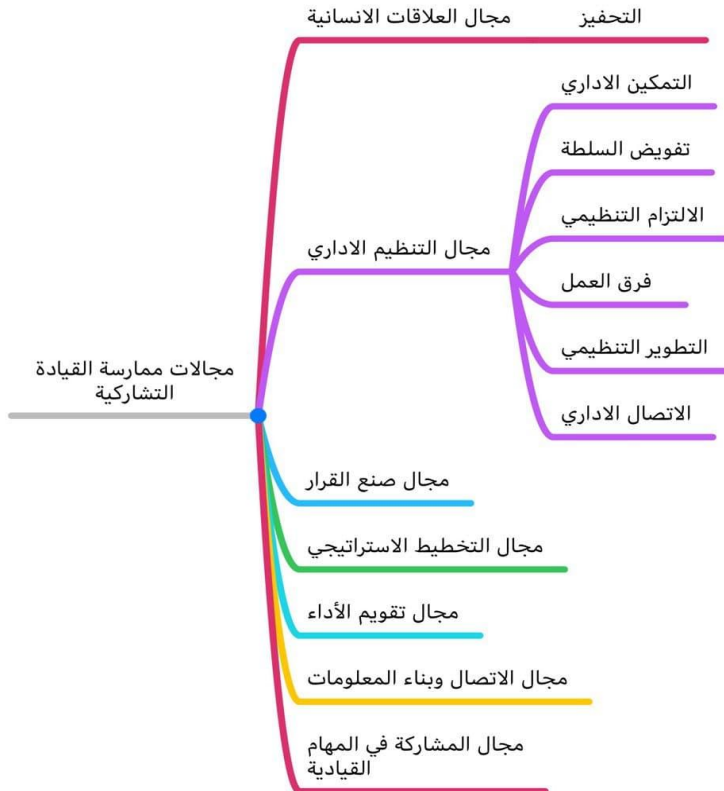 مجالات ممارسة القيادة
التشاركية
مجال العلاقات الانسانية
التحفيز
مجال التنظيم الاداري
التمكين الاداري
تفويض السلطة
الالتزام التنظيمي
فرق العمل
التطوير التنظيمي
الاتصال الاداري
مجال صنع القرار
مجال التخطيط الاستراتيجي
مجال تقويم الأداء
مجال الاتصال وبناء المعلومات
مجال المشاركة في المهام
القيادية